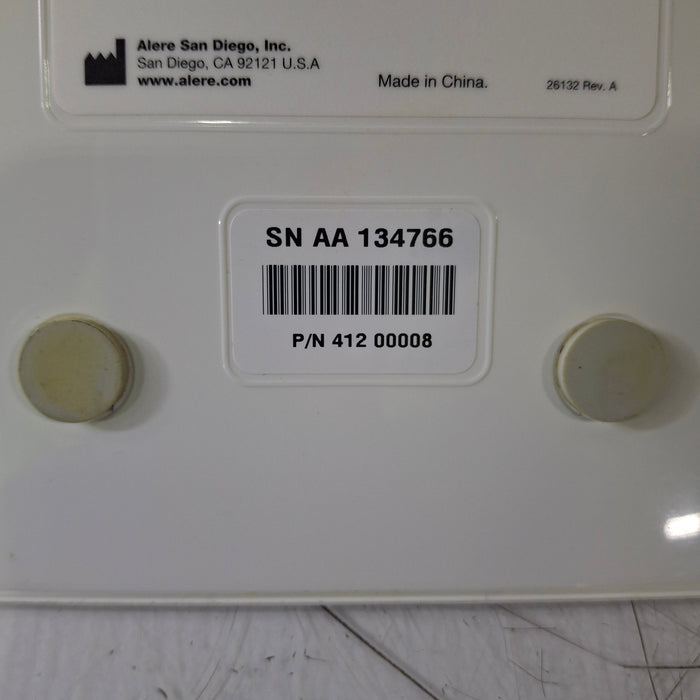 Alere San Diego, Inc.
San Diego, CA 92121 U.S.A
www.alere.com
Made in China.
26132 Rev. A
SN AA 134766
P/N 412 00008